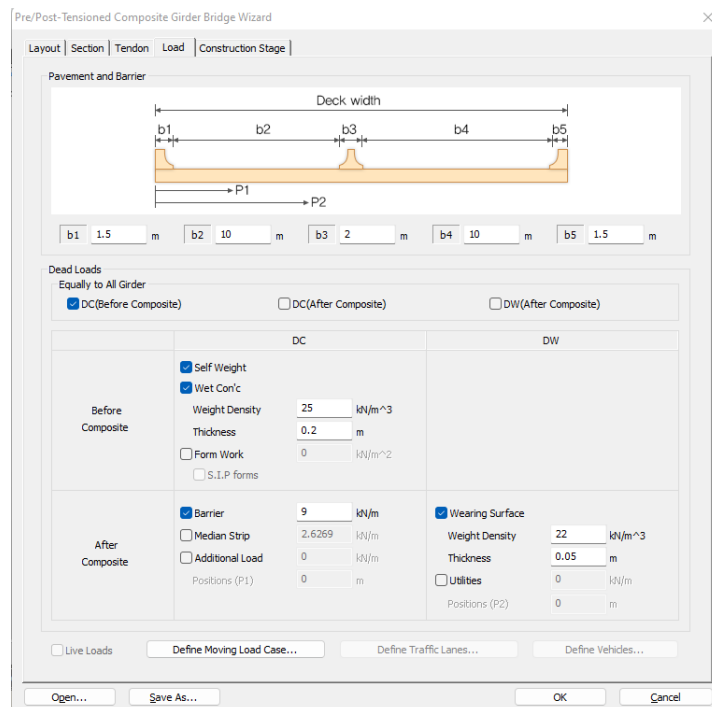 Pre/Post-Tensioned Composite Girder Bridge Wizard
Layout Section Tendon Load Construction Stage
Pavement and Barrier
Deck width
b1 b2 b3 b4 b5
P1
P2
b1 1.5 m b2 10 m b3 2 m b4 10 m b5 1.5 m
Dead Loads
Equally to All Girder
DC(Before Composite) DC(After Composite) DW(After Composite)
DC DW
Before
Composite
Self Weight
Wet Con'c
Weight Density 25 kN/m^3
Thickness 0.2 m
Form Work 0 kN/m^2
S.I.P forms
After
Composite
Barrier 9 kN/m
Median Strip 2.6269 kN/m
Additional Load 0 kN/m
Positions (P1) 0 m
Wearing Surface
Weight Density 22 kN/m^3
Thickness 0.05 m
Utilities 0 kN/m
Positions (P2) 0 m
Live Loads Define Moving Load Case... Define Traffic Lanes... Define Vehicles...
Open... Save As... OK Cancel